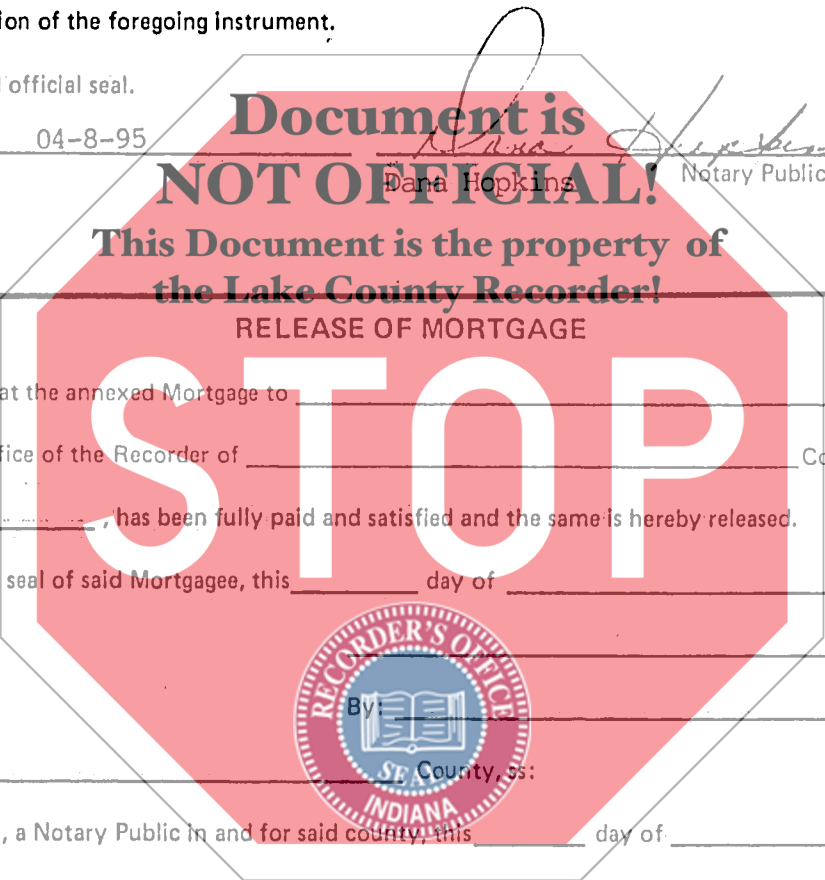 ion of the foregoing instrument.
official seal.
Document is
04-8-95
Dana Hopkins
NOT OFFICIAL!
Dana Hopkins Notary Public
This Document is the property of
the Lake County Recorder!
RELEASE OF MORTGAGE
at the annexed Mortgage to
fice of the Recorder of Co
, has been fully paid and satisfied and the same is hereby released.
seal of said Mortgagee, this day of
STOP
RECORDER'S OFFICE
By:
SEAL
County, ss:
INDIANA
, a Notary Public in and for said county, this day of